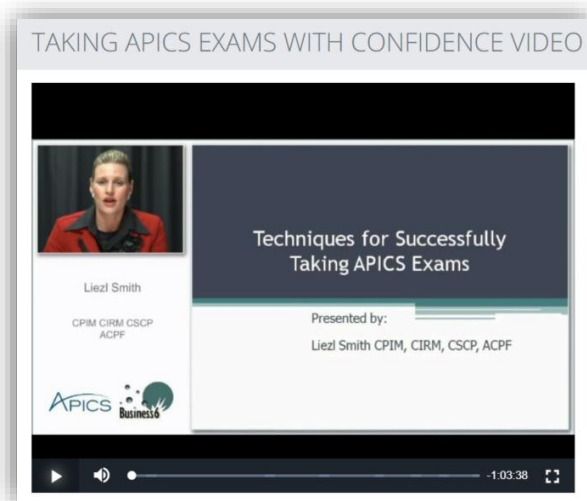 TAKING APICS EXAMS WITH CONFIDENCE VIDEO
Liezl Smith
CPIM CIRM CSCP
ACPF
APICS
Business6
Techniques for Successfully
Taking APICS Exams
Presented by:
Liezl Smith CPIM, CIRM, CSCP, ACPF
-1:03:38